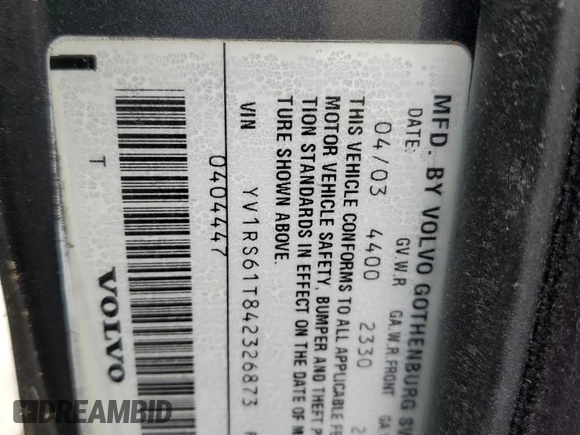 MFD. BY VOLVO GOTHENBURG
DATE: G.V.W.R GA.W.R.FRONT
04/03 4400 2330
THIS VEHICLE CONFORMS TO ALL APPLICABLE
MOTOR VEHICLE SAFETY, BUMPER AND THEFT
TION STANDARDS IN EFFECT ON THE DATE OF
TURE SHOWN ABOVE.
VIN YV1RS61T842326873
0404447
T
VOLVO
DREAMBID